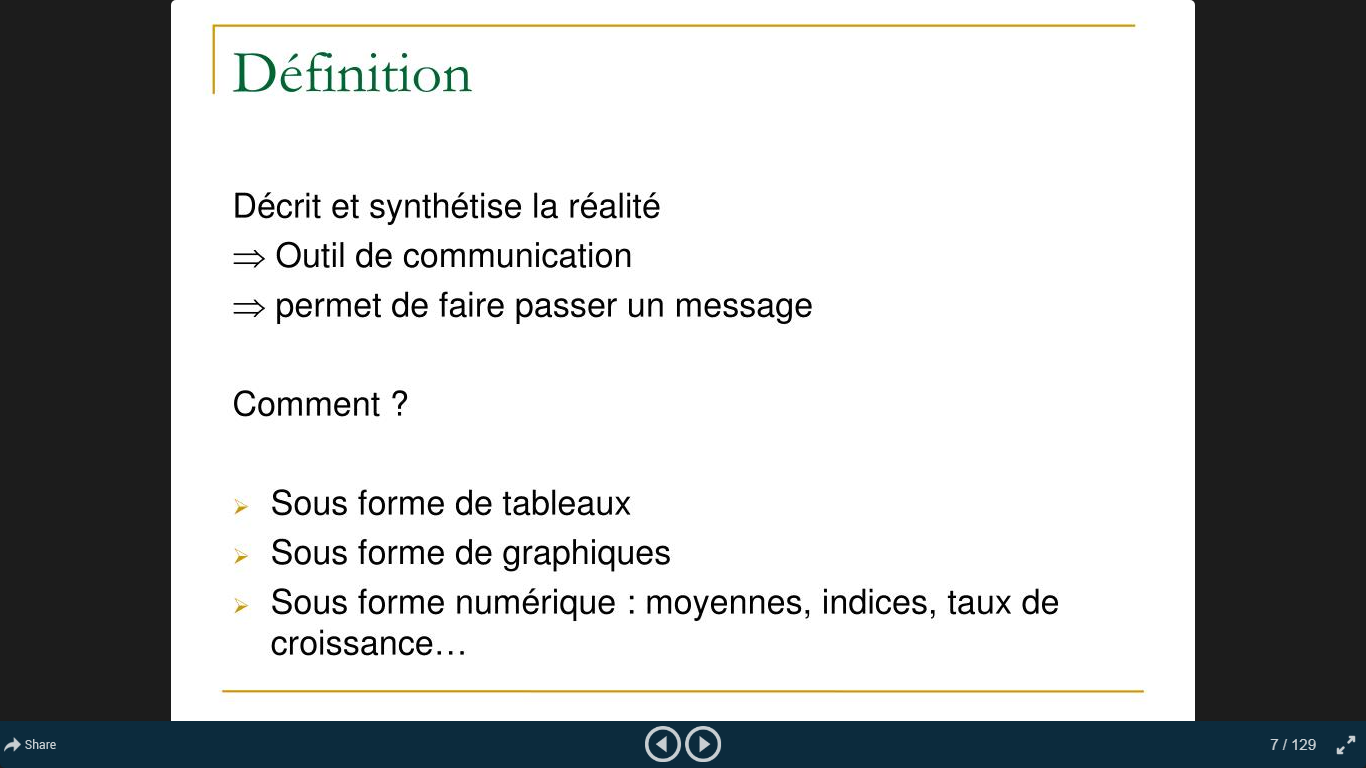 Définition
Décrit et synthétise la réalité
⇒ Outil de communication
⇒ permet de faire passer un message
Comment ?
➢ Sous forme de tableaux
➢ Sous forme de graphiques
➢ Sous forme numérique : moyennes, indices, taux de
croissance…
Share
7 / 129